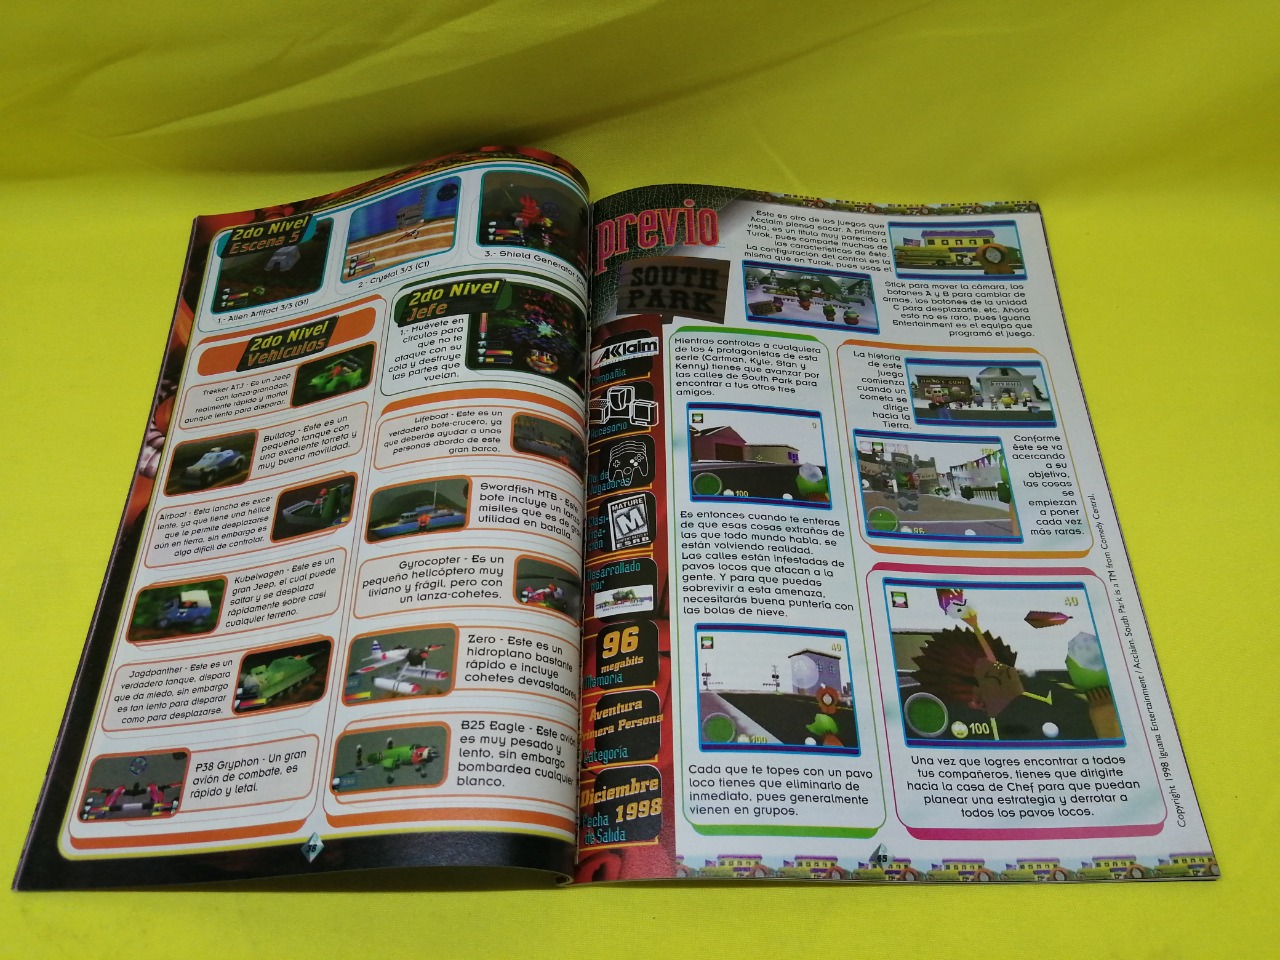 2do Nivel
Escena 5
1.- Alien Artifact 3/3 (G1)
2.- Crystal 3/3 (C1)
3.- Shield Generator
2do Nivel
Jefe
1.- Muévete en
círculos para
que no te
ataque con su
cola y destruye
las partes que
vuelan.
2do Nivel
Vehículos
Treeker ATJ - Es un Jeep
con lanza-granadas,
realmente rápido y mortal
aunque lento para disparar.
Bulldog - Este es un
pequeño tanque con
una excelente torreta y
muy buena movilidad.
Airboat - Esta lancha es exce-
lente, ya que tiene una hélice
que le permite desplazarse
aún en tierra, sin embargo es
algo difícil de controlar.
Kubelwagen - Este es un
gran Jeep, el cual puede
saltar y se desplaza
rápidamente sobre casi
cualquier terreno.
Jagdpanther - Este es un
verdadero tanque, dispara
que da miedo, sin embargo
es tan lento para disparar
como para desplazarse.
P38 Gryphon - Un gran
avión de combate, es
rápido y letal.
Lifeboat - Este es un
verdadero bote-crucero, ya
que deberás ayudar a unas
personas abordo de este
gran barco.
Swordfish MTB - Este
bote incluye un lanza
misiles que es de gran
utilidad en batalla.
Gyrocopter - Es un
pequeño helicóptero muy
liviano y frágil, pero con
un lanza-cohetes.
Zero - Este es un
hidroplano bastante
rápido e incluye
cohetes devastadores
B25 Eagle - Este avión
es muy pesado y
lento, sin embargo
bombardea cualquier
blanco.
previo
SOUTH
PARK
Este es otro de los juegos que
Acclaim piensa sacar. A primera
vista, es un título muy parecido a
Turok, pues comparte muchas de
las características de éste.
La configuración del control es la
misma que en Turok, pues usas el
Stick para mover la cámara, los
botones A y B para cambiar de
armas, los botones de la unidad
C para desplazarte, etc. Ahora
esto no es raro, pues Iguana
Entertainment es el equipo que
programó el juego.
AKclaim
Compañía
Accesorio
No. de
Jugadores
MATURE
M
ESRB
Clasi-
fica-
ción
Desarrollado
por
96
megabits
Memoria
Aventura
Primera Persona
Categoría
Diciembre
1998
Fecha
de Salida
Mientras controlas a cualquiera
de los 4 protagonistas de esta
serie (Cartman, Kyle, Stan y
Kenny) tienes que avanzar por
las calles de South Park para
encontrar a tus otros tres
amigos.
100
Es entonces cuando te enteras
de que esas cosas extrañas de
las que todo mundo habla, se
están volviendo realidad.
Las calles están infestadas de
pavos locos que atacan a la
gente. Y para que puedas
sobrevivir a esta amenaza,
necesitarás buena puntería con
las bolas de nieve.
49
100
Cada que te topes con un pavo
loco tienes que eliminarlo de
inmediato, pues generalmente
vienen en grupos.
La historia
de este
juego
comienza
cuando un
cometa se
dirige
hacia la
Tierra.
Conforme
éste se va
acercando
a su
objetivo,
las cosas
se
empiezan
a poner
cada vez
más raras.
49
100
Una vez que logres encontrar a todos
tus compañeros, tienes que dirigirte
hacia la casa de Chef para que puedan
planear una estrategia y derrotar a
todos los pavos locos.
Copyright 1998 Iguana Entertainment / Acclaim. South Park is a TM from Comedy Central.